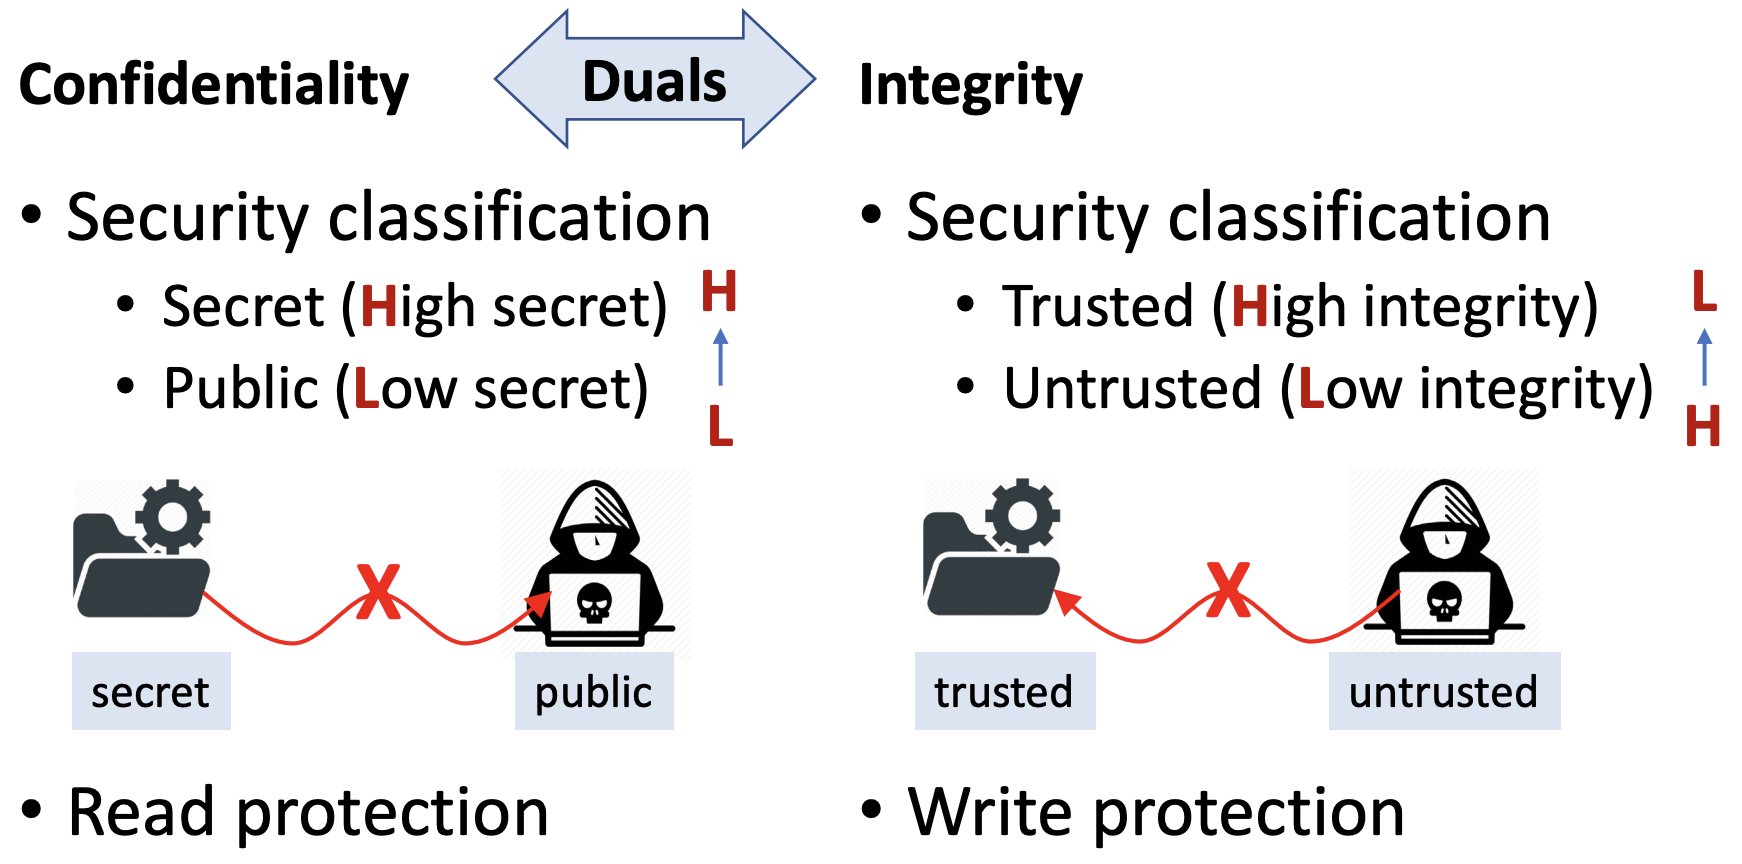 Confidentiality
Duals
Integrity
• Security classification
• Secret (High secret)
• Public (Low secret)
H
L
secret
X
public
• Read protection
• Security classification
• Trusted (High integrity)
• Untrusted (Low integrity)
L
H
trusted
X
untrusted
• Write protection